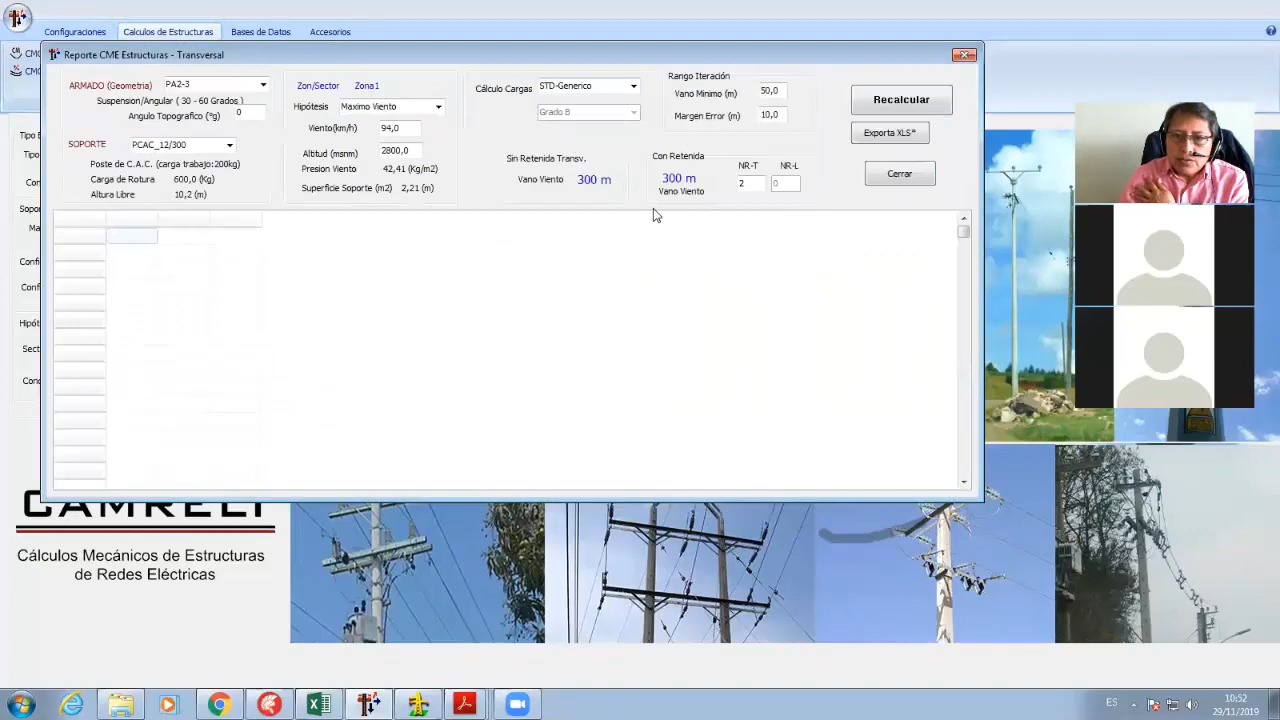 Configuraciones
Calculos de Estructuras
Bases de Datos
Accesorios
Reporte CME Estructuras - Transversal
ARMADO (Geometria)
PA2-3
Suspension/Angular ( 30 - 60 Grados )
Angulo Topografico (°g)
0
SOPORTE
PCAC_12/300
Poste de C.A.C. (carga trabajo:200kg)
Carga de Rotura
600,0 (Kg)
Altura Libre
10,2 (m)
Zon/Sector
Zona1
Hipótesis
Maximo Viento
Viento(km/h)
94,0
Altitud (msnm)
2800,0
Presion Viento
42,41 (Kg/m2)
Superficie Soporte (m2)
2,21 (m)
Cálculo Cargas
STD-Generico
Grado B
Sin Retenida Transv.
Vano Viento
300 m
Rango Iteración
Vano Minimo (m)
50,0
Margen Error (m)
10,0
Con Retenida
300 m
Vano Viento
NR-T
NR-L
2
0
Recalcular
Exporta XLS*
Cerrar
Cálculos Mecánicos de Estructuras
de Redes Eléctricas
ES
10:52
29/11/2019